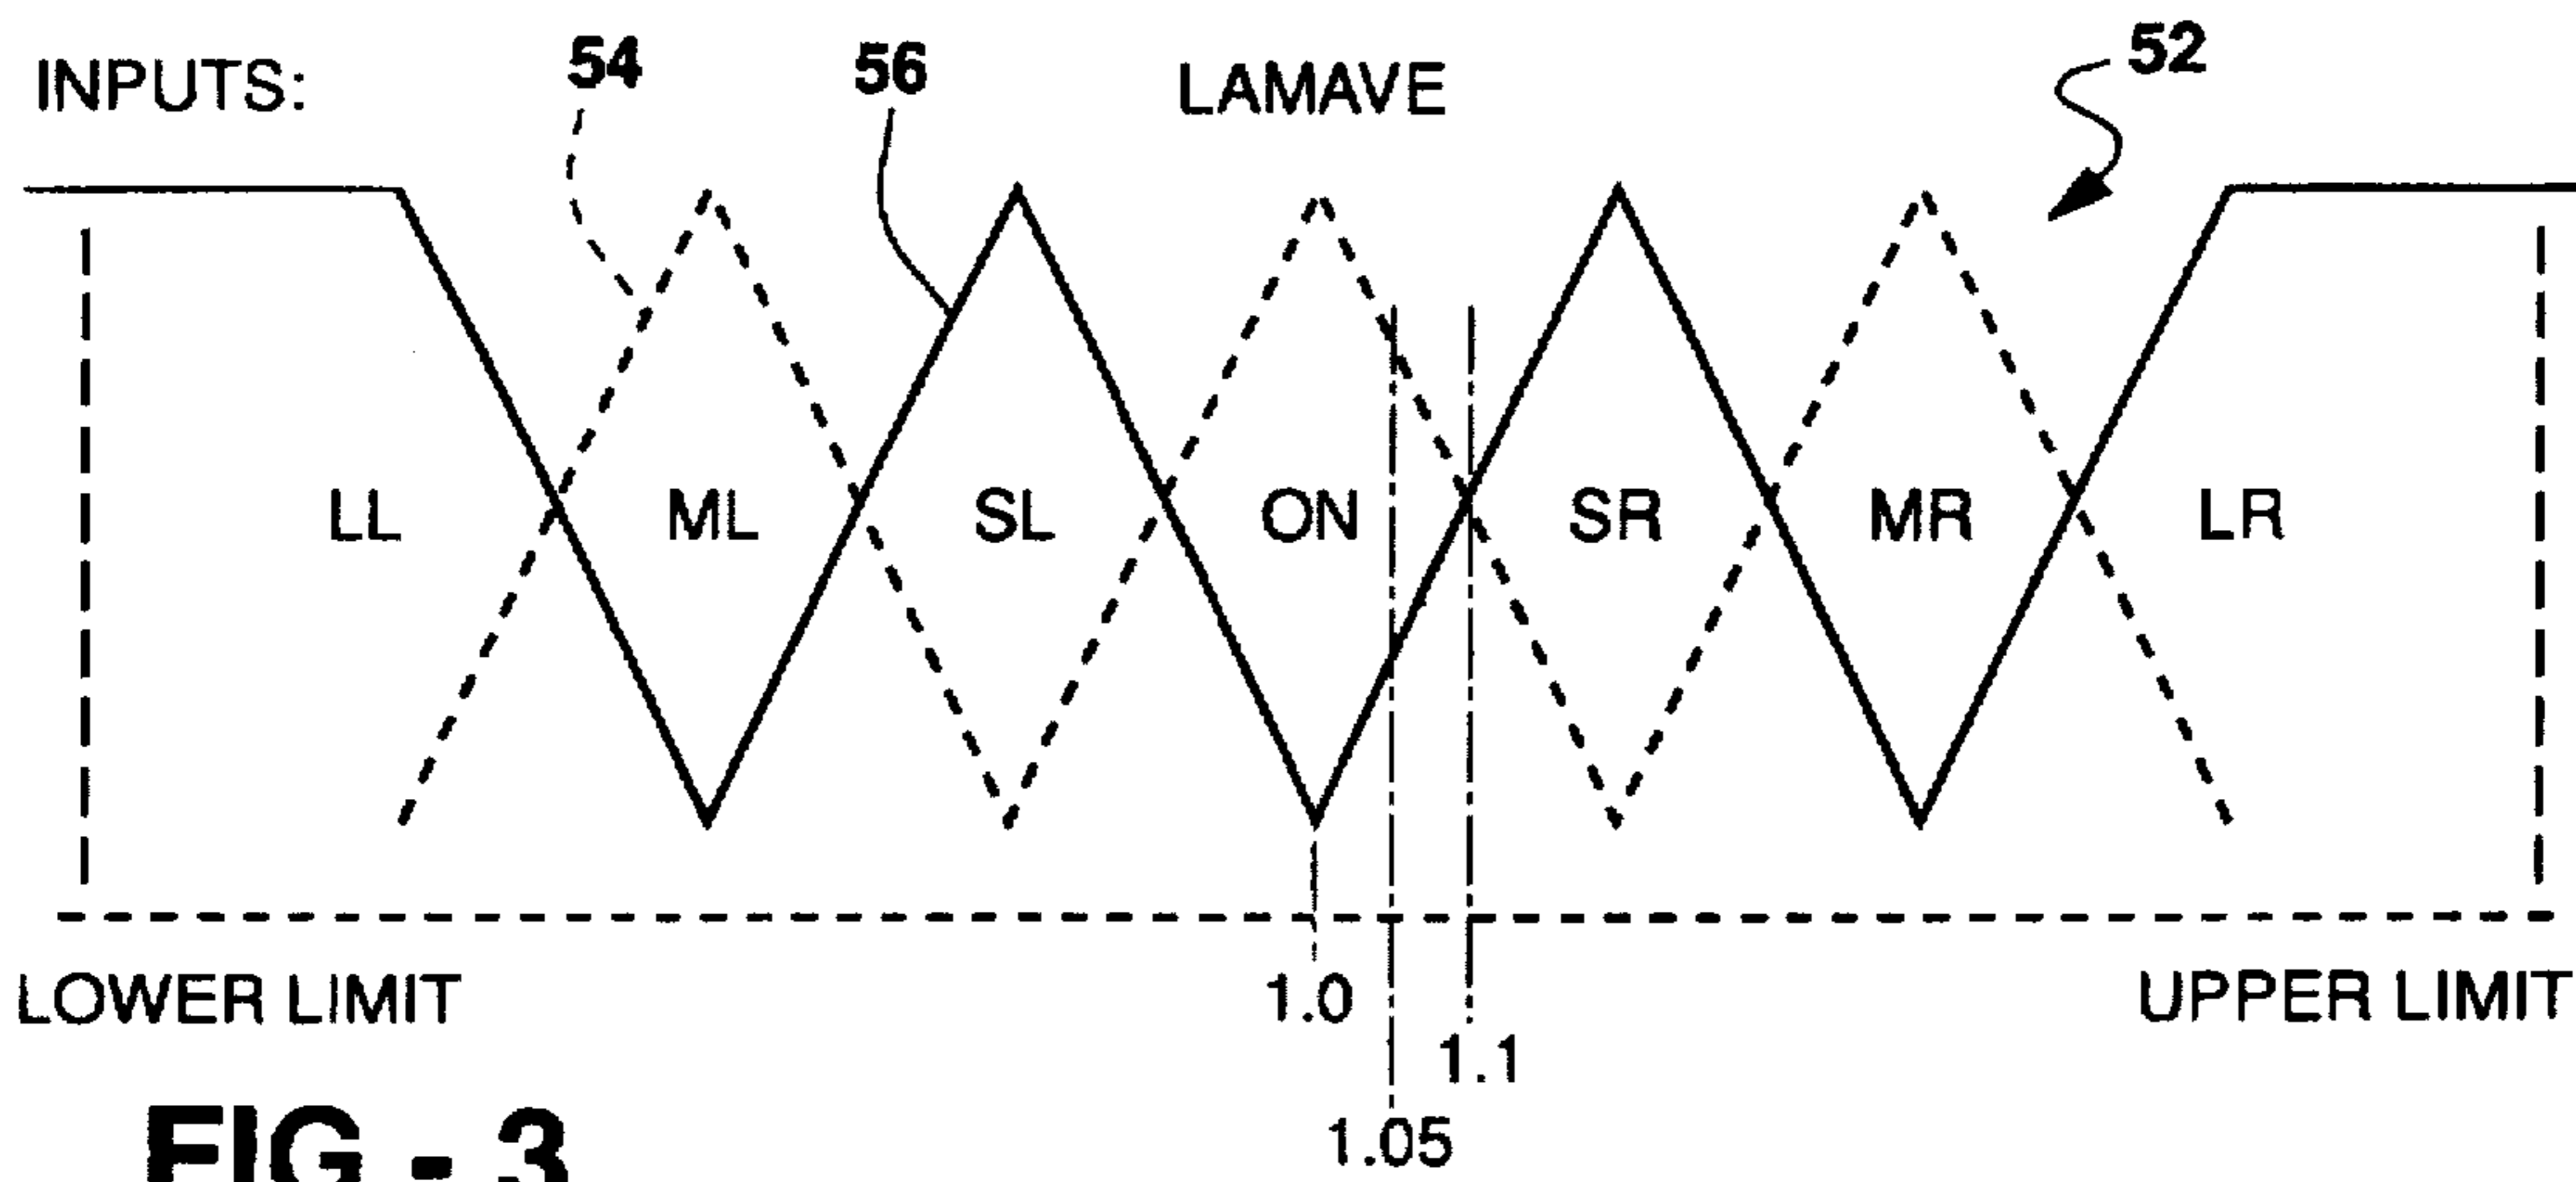 INPUTS:
54
56
LAMAVE
52
LL
ML
SL
ON
SR
MR
LR
LOWER LIMIT
1.0
UPPER LIMIT
1.1
1.05
FIG - 3